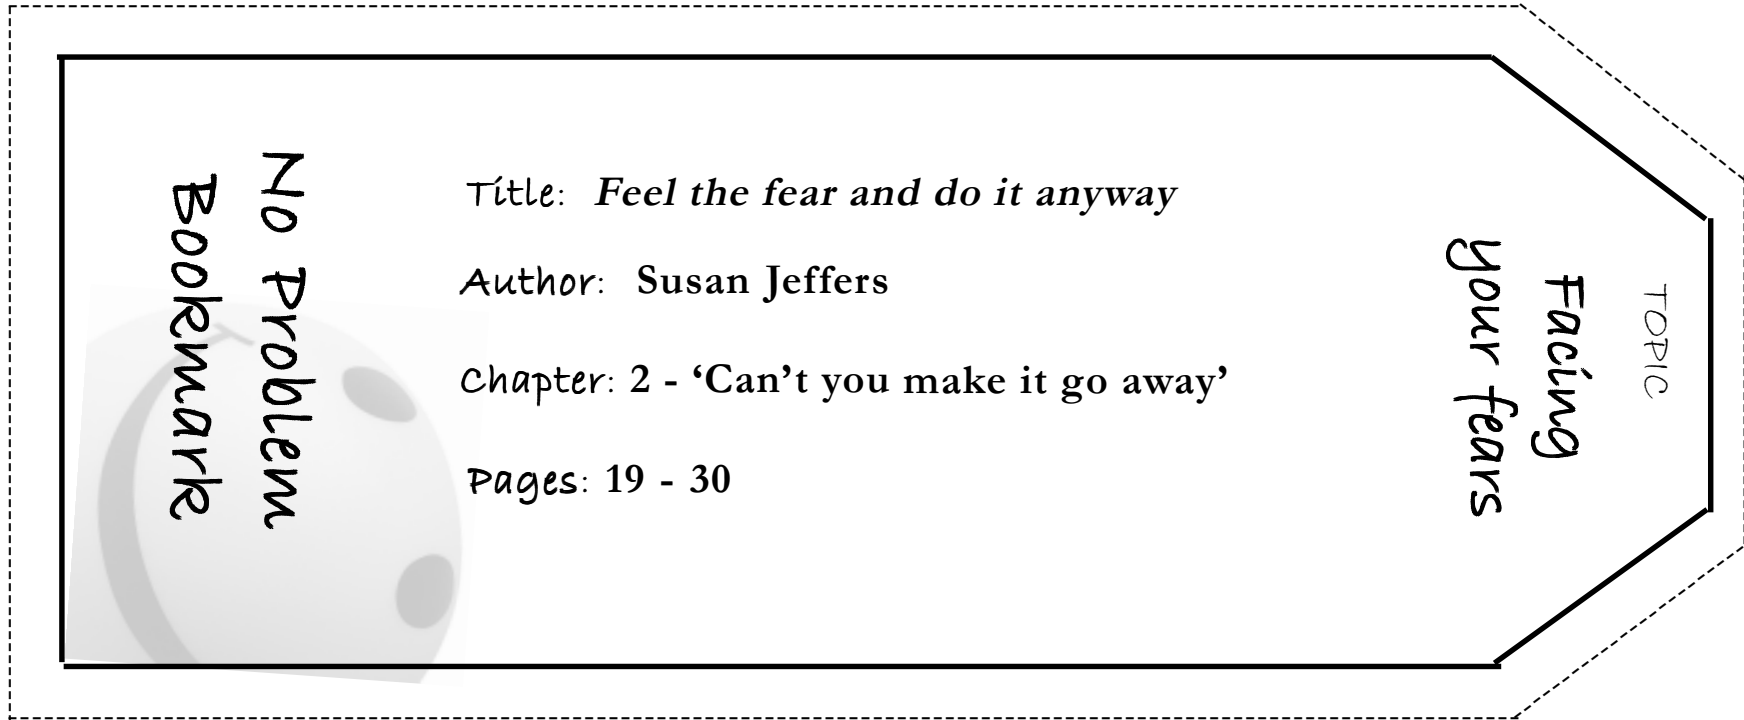 No Problem
Bookmark
Title: Feel the fear and do it anyway
Author: Susan Jeffers
Chapter: 2 - ‘Can’t you make it go away’
Pages: 19 - 30
TOPIC
Facing
your fears